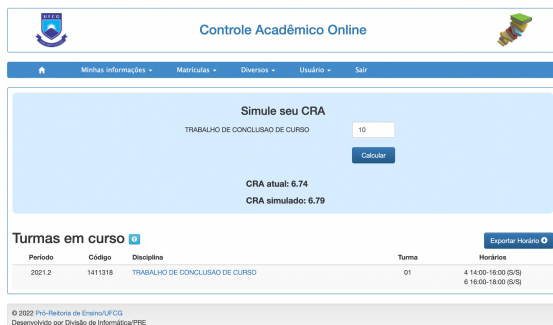 UFCG
Controle Acadêmico Online
Minhas informações Matrículas Diversos Usuário Sair
Simule seu CRA
TRABALHO DE CONCLUSAO DE CURSO 10
Calcular
CRA atual: 6.74
CRA simulado: 6.79
Turmas em curso
Exportar Horário
Período Código Disciplina Turma Horários
2021.2 1411318 TRABALHO DE CONCLUSAO DE CURSO 01 4 14:00-16:00 (S/S)
6 16:00-18:00 (S/S)
© 2022 Pró-Reitoria de Ensino/UFCG
Desenvolvido por Divisão de Informática/PRE